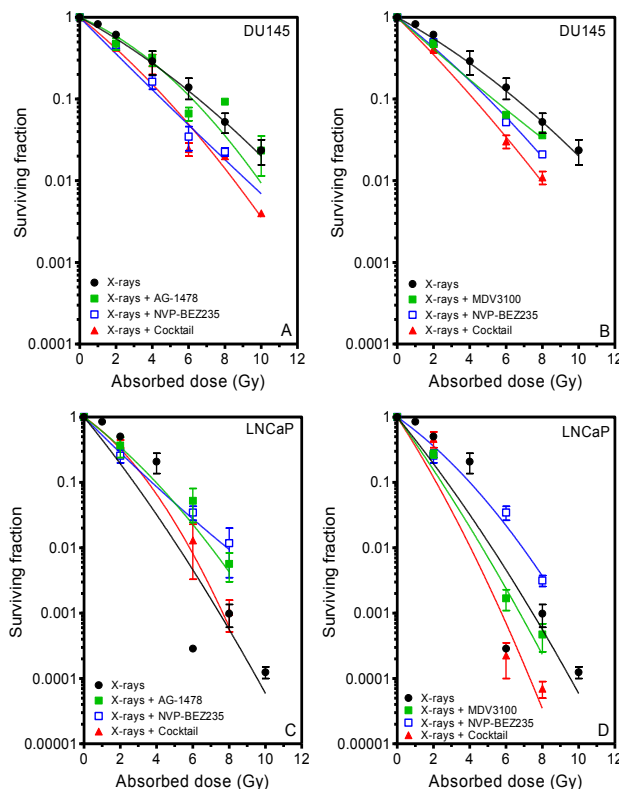 DU145
1
0.1
0.01
0.001
0.0001
Surviving fraction
X-rays
X-rays + AG-1478
X-rays + NVP-BEZ235
X-rays + Cocktail
A
0 2 4 6 8 10 12
Absorbed dose (Gy)
DU145
1
0.1
0.01
0.001
0.0001
Surviving fraction
X-rays
X-rays + MDV3100
X-rays + NVP-BEZ235
X-rays + Cocktail
B
0 2 4 6 8 10 12
Absorbed dose (Gy)
LNCaP
1
0.1
0.01
0.001
0.0001
0.00001
Surviving fraction
X-rays
X-rays + AG-1478
X-rays + NVP-BEZ235
X-rays + Cocktail
C
0 2 4 6 8 10 12
Absorbed dose (Gy)
LNCaP
1
0.1
0.01
0.001
0.0001
0.00001
Surviving fraction
X-rays
X-rays + MDV3100
X-rays + NVP-BEZ235
X-rays + Cocktail
D
0 2 4 6 8 10 12
Absorbed dose (Gy)